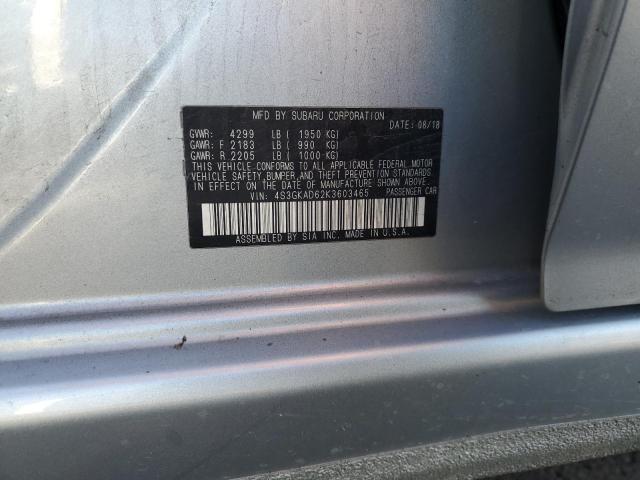 MFD BY SUBARU CORPORATION
DATE: 08/18
GVWR: 4299 LB ( 1950 KG)
GAWR: F 2183 LB ( 990 KG)
GAWR: R 2205 LB ( 1000 KG)
THIS VEHICLE CONFORMS TO ALL APPLICABLE FEDERAL MOTOR
VEHICLE SAFETY, BUMPER, AND THEFT PREVENTION STANDARDS
IN EFFECT ON THE DATE OF MANUFACTURE SHOWN ABOVE.
VIN: 4S3GKAD62K3603465 PASSENGER CAR
ASSEMBLED BY SIA INC. MADE IN U.S.A.